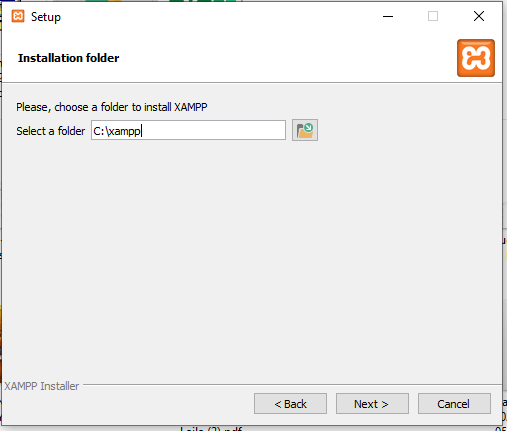 Setup
Installation folder
Please, choose a folder to install XAMPP
Select a folder C:\xampp
XAMPP Installer
< Back Next > Cancel